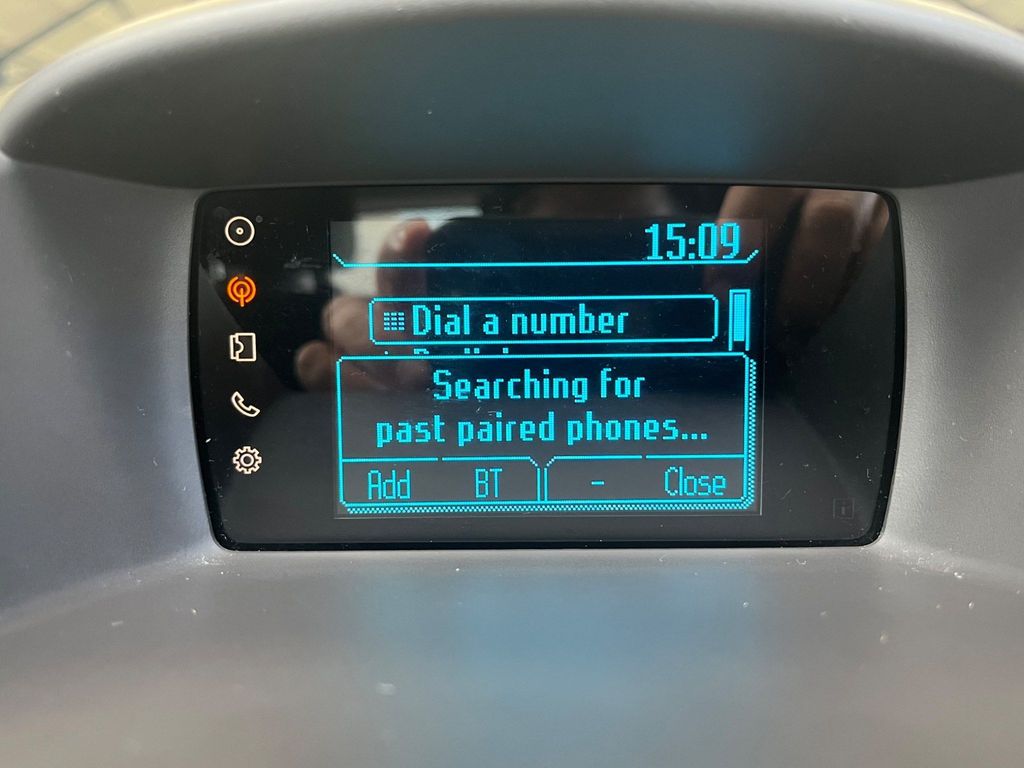 15:09
Dial a number
Searching for
past paired phones...
Add BT - Close